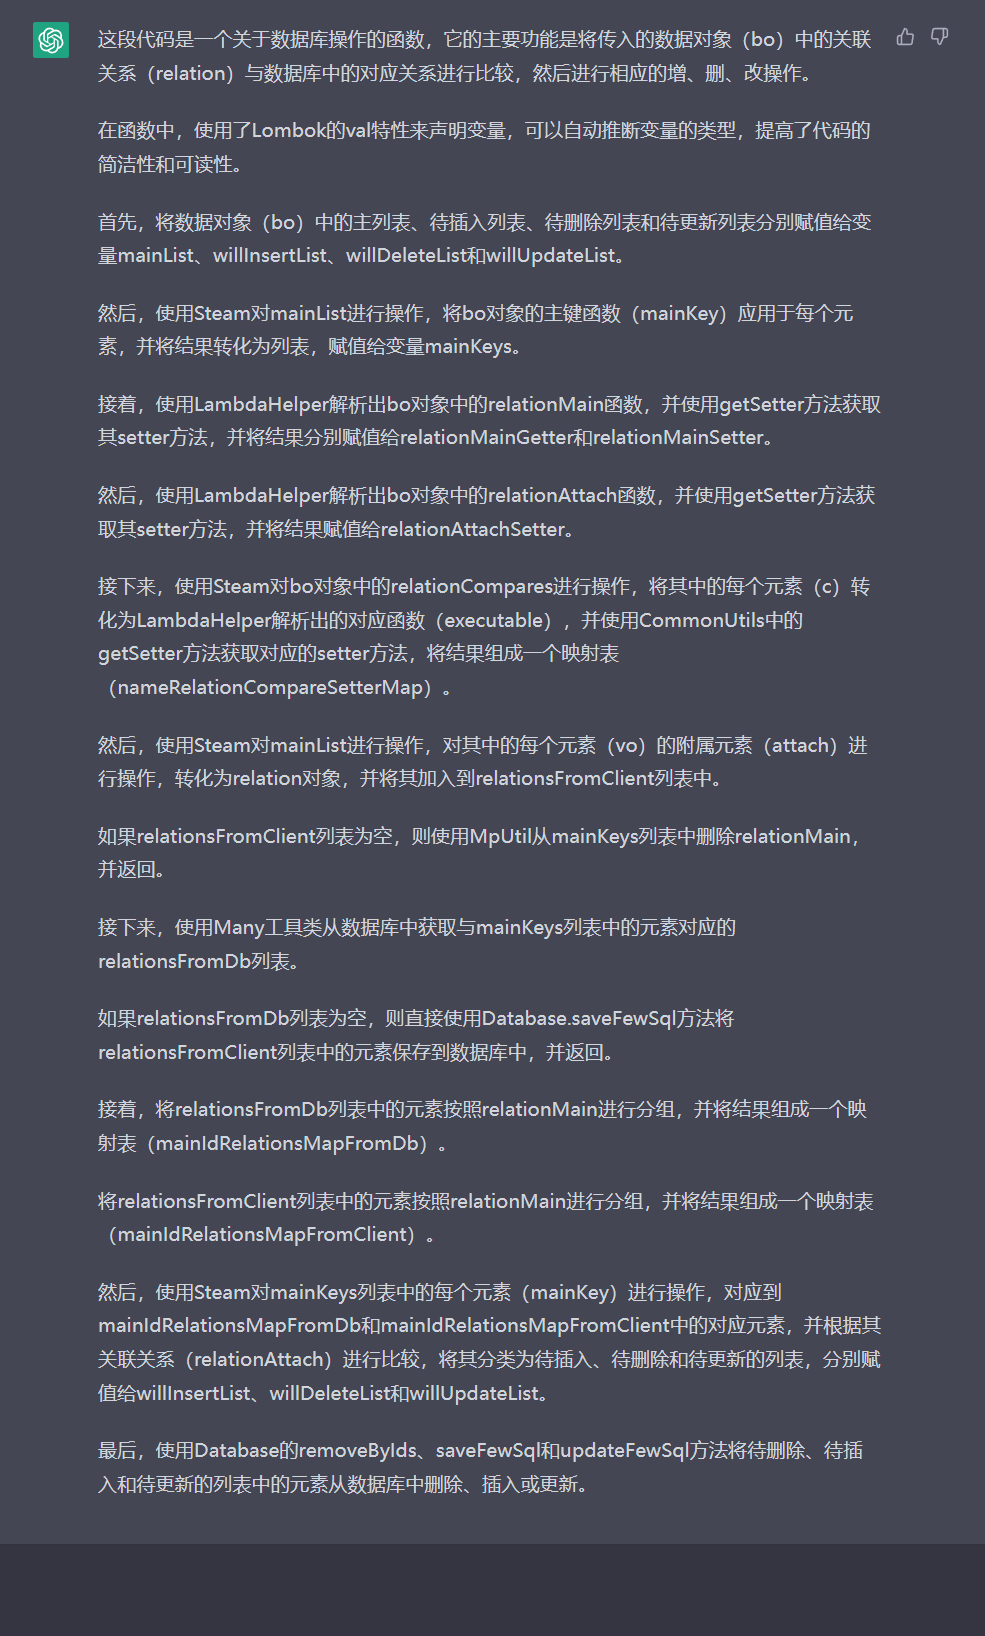 这段代码是一个关于数据库操作的函数，它的主要功能是将传入的数据对象（bo）中的关联
关系（relation）与数据库中的对应关系进行比较，然后进行相应的增、删、改操作。
在函数中，使用了Lombok的val特性来声明变量，可以自动推断变量的类型，提高了代码的
简洁性和可读性。
首先，将数据对象（bo）中的主列表、待插入列表、待删除列表和待更新列表分别赋值给变
量mainList、willInsertList、willDeleteList和willUpdateList。
然后，使用Steam对mainList进行操作，将bo对象的主键函数（mainKey）应用于每个元
素，并将结果转化为列表，赋值给变量mainKeys。
接着，使用LambdaHelper解析出bo对象中的relationMain函数，并使用getSetter方法获取
其setter方法，并将结果分别赋值给relationMainGetter和relationMainSetter。
然后，使用LambdaHelper解析出bo对象中的relationAttach函数，并使用getSetter方法获
取其setter方法，并将结果赋值给relationAttachSetter。
接下来，使用Steam对bo对象中的relationCompares进行操作，将其中的每个元素（c）转
化为LambdaHelper解析出的对应函数（executable），并使用CommonUtils中的
getSetter方法获取对应的setter方法，将结果组成一个映射表
（nameRelationCompareSetterMap）。
然后，使用Steam对mainList进行操作，对其中的每个元素（vo）的附属元素（attach）进
行操作，转化为relation对象，并将其加入到relationsFromClient列表中。
如果relationsFromClient列表为空，则使用MpUtil从mainKeys列表中删除relationMain，
并返回。
接下来，使用Many工具类从数据库中获取与mainKeys列表中的元素对应的
relationsFromDb列表。
如果relationsFromDb列表为空，则直接使用Database.saveFewSql方法将
relationsFromClient列表中的元素保存到数据库中，并返回。
接着，将relationsFromDb列表中的元素按照relationMain进行分组，并将结果组成一个映
射表（mainIdRelationsMapFromDb）。
将relationsFromClient列表中的元素按照relationMain进行分组，并将结果组成一个映射表
（mainIdRelationsMapFromClient）。
然后，使用Steam对mainKeys列表中的每个元素（mainKey）进行操作，对应到
mainIdRelationsMapFromDb和mainIdRelationsMapFromClient中的对应元素，并根据其
关联关系（relationAttach）进行比较，将其分类为待插入、待删除和待更新的列表，分别赋
值给willInsertList、willDeleteList和willUpdateList。
最后，使用Database的removeByIds、saveFewSql和updateFewSql方法将待删除、待插
入和待更新的列表中的元素从数据库中删除、插入或更新。